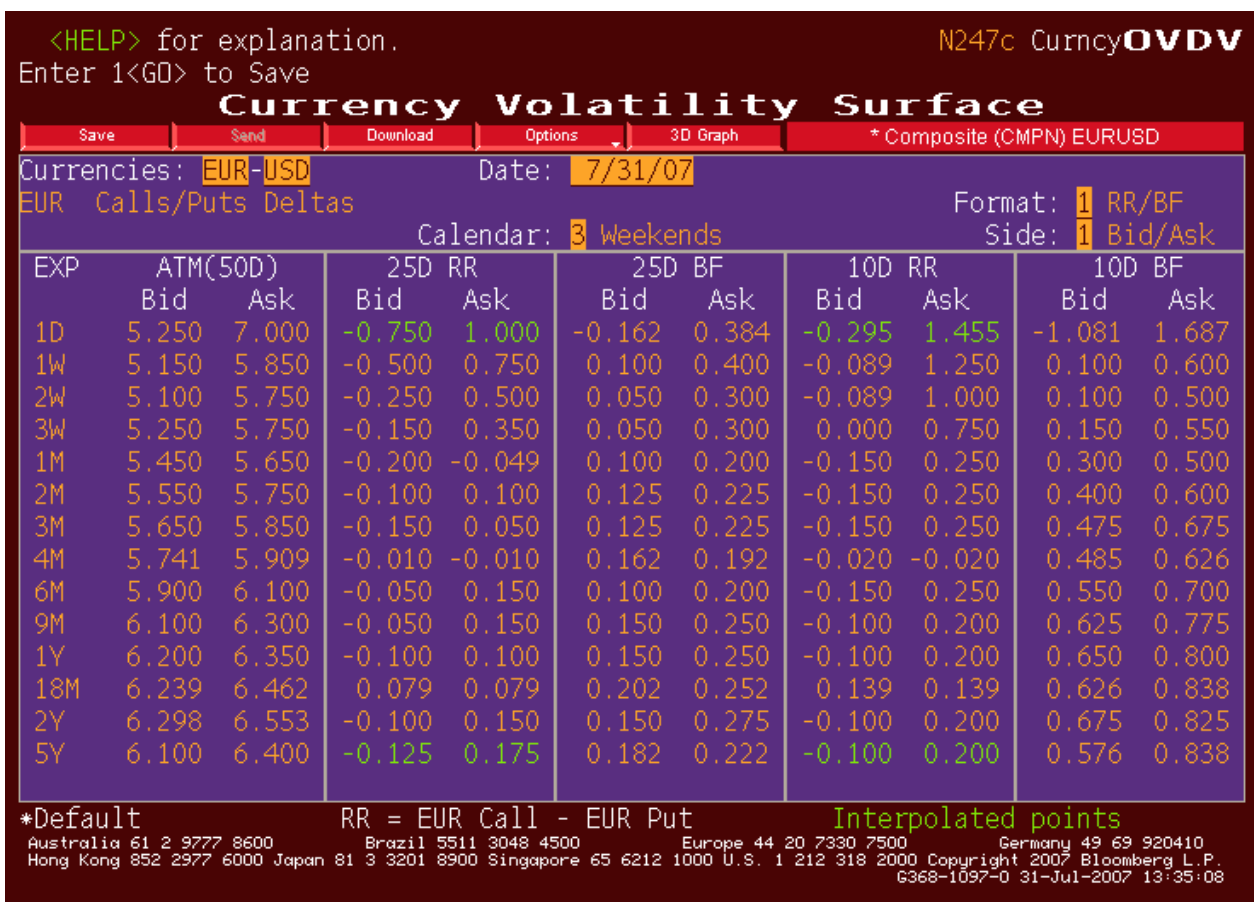 <HELP> for explanation. N247c Curncy OVDV
Enter 1<GO> to Save
Currency Volatility Surface
Save Send Download Options 3D Graph * Composite (CMPN) EURUSD
Currencies: EUR-USD Date: 7/31/07
EUR Calls/Puts Deltas Format: 1 RR/BF
Calendar: 3 Weekends Side: 1 Bid/Ask
EXP ATM(50D) 25D RR 25D BF 10D RR 10D BF
Bid Ask Bid Ask Bid Ask Bid Ask Bid Ask
1D 5.250 7.000 -0.750 1.000 -0.162 0.384 -0.295 1.455 -1.081 1.687
1W 5.150 5.850 -0.500 0.750 0.100 0.400 -0.089 1.250 0.100 0.600
2W 5.100 5.750 -0.250 0.500 0.050 0.300 -0.089 1.000 0.100 0.500
3W 5.250 5.750 -0.150 0.350 0.050 0.300 0.000 0.750 0.150 0.550
1M 5.450 5.650 -0.200 -0.049 0.100 0.200 -0.150 0.250 0.300 0.500
2M 5.550 5.750 -0.100 0.100 0.125 0.225 -0.150 0.250 0.400 0.600
3M 5.650 5.850 -0.150 0.050 0.125 0.225 -0.150 0.250 0.475 0.675
4M 5.741 5.909 -0.010 -0.010 0.162 0.192 -0.020 -0.020 0.485 0.626
6M 5.900 6.100 -0.050 0.150 0.100 0.200 -0.150 0.250 0.550 0.700
9M 6.100 6.300 -0.050 0.150 0.150 0.250 -0.100 0.200 0.625 0.775
1Y 6.200 6.350 -0.100 0.100 0.150 0.250 -0.100 0.200 0.650 0.800
18M 6.239 6.462 0.079 0.079 0.202 0.252 0.139 0.139 0.626 0.838
2Y 6.298 6.553 -0.100 0.150 0.150 0.275 -0.100 0.200 0.675 0.825
5Y 6.100 6.400 -0.125 0.175 0.182 0.222 -0.100 0.200 0.576 0.838
*Default RR = EUR Call - EUR Put Interpolated points
Australia 61 2 9777 8600 Brazil 5511 3048 4500 Europe 44 20 7330 7500 Germany 49 69 920410
Hong Kong 852 2977 6000 Japan 81 3 3201 8900 Singapore 65 6212 1000 U.S. 1 212 318 2000 Copyright 2007 Bloomberg L.P.
G368-1097-0 31-Jul-2007 13:35:08